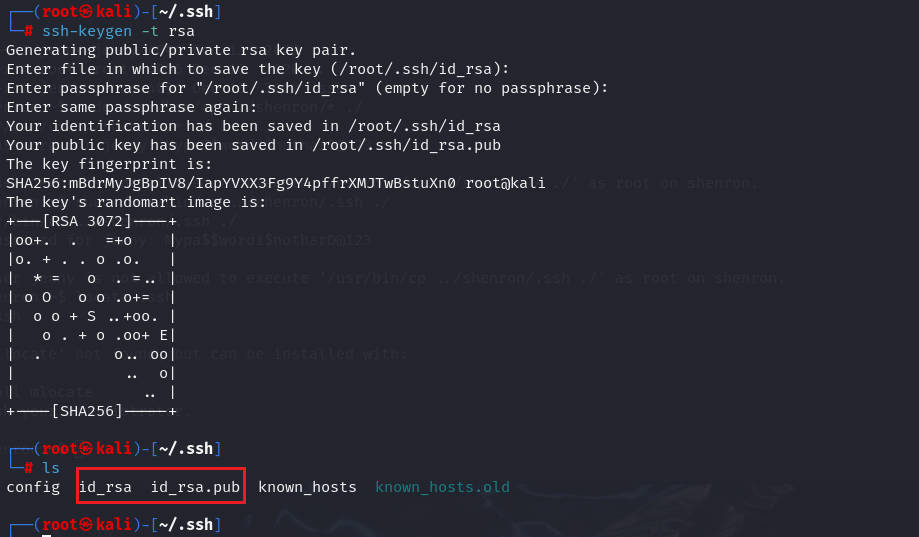 ┌──(root㉿kali)-[~/.ssh]
└─# ssh-keygen -t rsa
Generating public/private rsa key pair.
Enter file in which to save the key (/root/.ssh/id_rsa):
Enter passphrase for "/root/.ssh/id_rsa" (empty for no passphrase):
Enter same passphrase again:
Your identification has been saved in /root/.ssh/id_rsa
Your public key has been saved in /root/.ssh/id_rsa.pub
The key fingerprint is:
SHA256:mBdrMyJgBpIV8/IapYVXX3Fg9Y4pffrXMJTwBstuXn0 root@kali
The key's randomart image is:
+---[RSA 3072]----+
|oo+.  .   =+o    |
|o. + . . o .o.   |
|  * =   o  . =.. |
| o O   o o .o+=  |
|  o o + S ..+oo. |
|   o . + o .oo+ E|
|  .        o.. oo|
|            ..  o|
|              .. |
+----[SHA256]-----+
┌──(root㉿kali)-[~/.ssh]
└─# ls
config  id_rsa  id_rsa.pub  known_hosts  known_hosts.old
┌──(root㉿kali)-[~/.ssh]